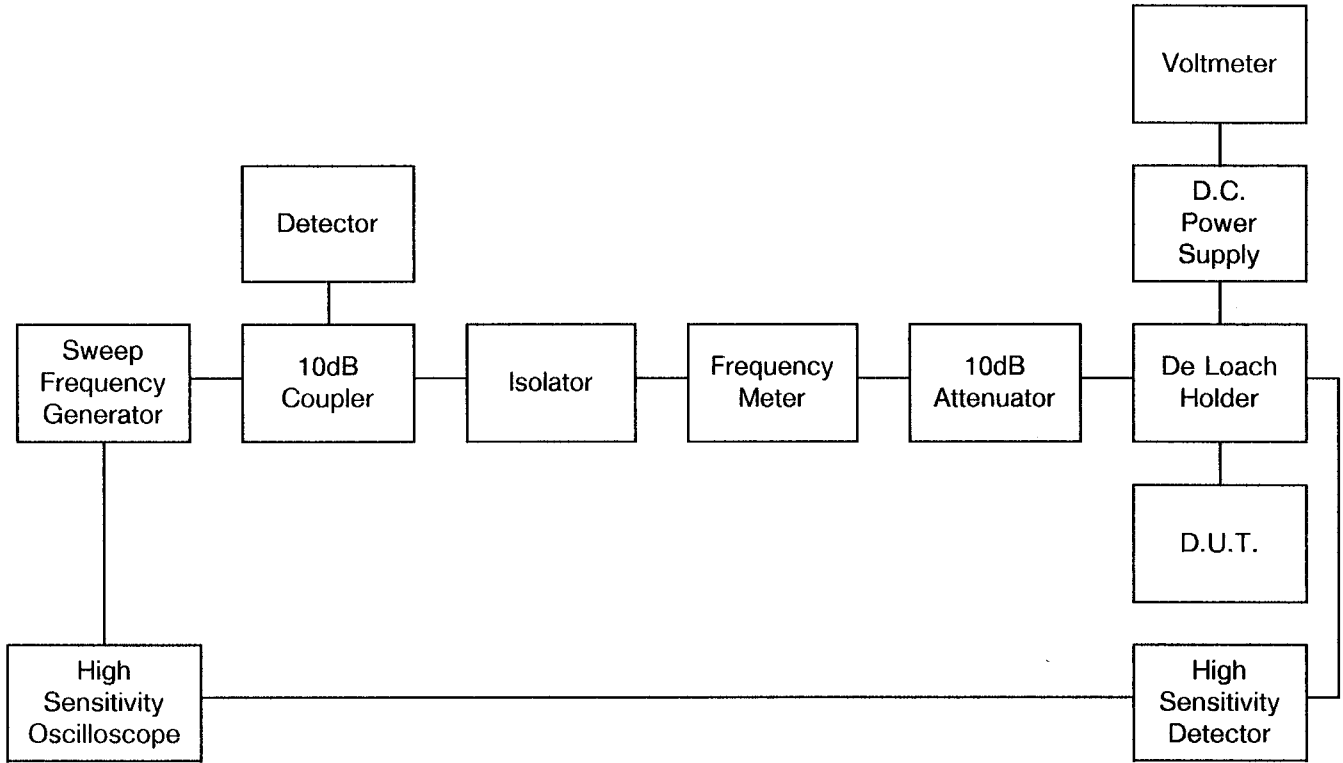 Voltmeter
D.C.
Power
Supply
Detector
Sweep
Frequency
Generator
10dB
Coupler
Isolator
Frequency
Meter
10dB
Attenuator
De Loach
Holder
D.U.T.
High
Sensitivity
Oscilloscope
High
Sensitivity
Detector